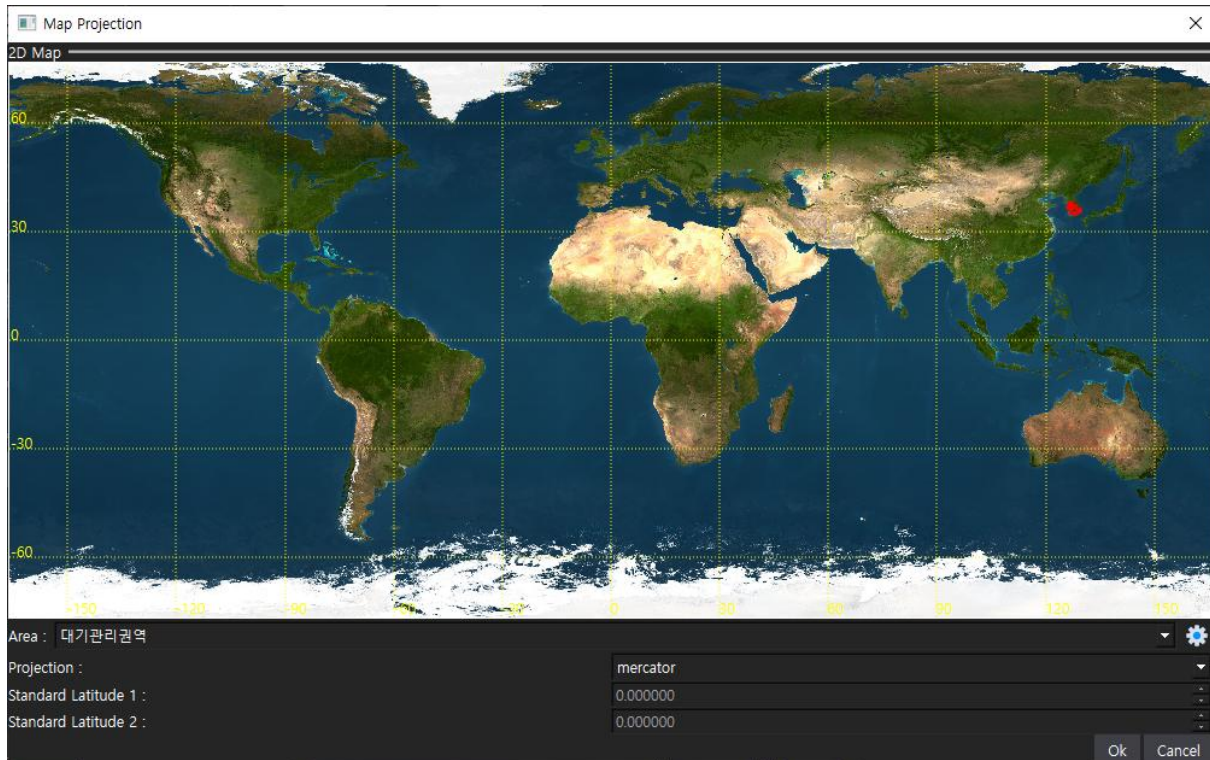 Map Projection
2D Map
60
30
0
-30
-60
-150 -120 -90 -60 -30 0 30 60 90 120 150
Area : 대기관리권역
Projection : mercator
Standard Latitude 1 : 0.000000
Standard Latitude 2 : 0.000000
Ok Cancel